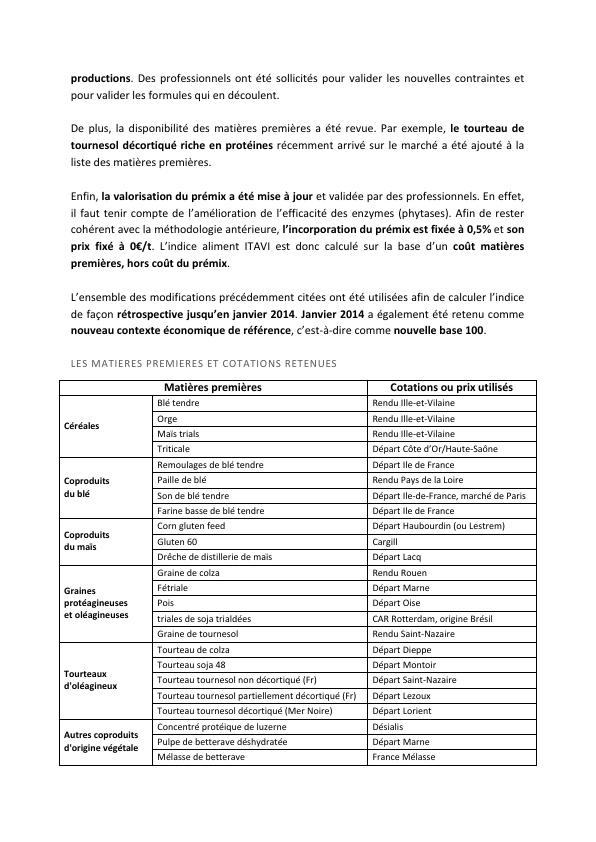 productions. Des professionnels ont été sollicités pour valider les nouvelles contraintes et
pour valider les formules qui en découlent.
De plus, la disponibilité des matières premières a été revue. Par exemple, le tourteau de
tournesol décortiqué riche en protéines récemment arrivé sur le marché a été ajouté à la
liste des matières premières.
Enfin, la valorisation du prémix a été mise à jour et validée par des professionnels. En effet,
il faut tenir compte de l'amélioration de l'efficacité des enzymes (phytases). Afin de rester
cohérent avec la méthodologie antérieure, l'incorporation du prémix est fixée à 0,5% et son
prix fixé à 0€/t. L'indice aliment ITAVI est donc calculé sur la base d'un coût matières
premières, hors coût du prémix.
L'ensemble des modifications précédemment citées ont été utilisées afin de calculer l'indice
de façon rétrospective jusqu'en janvier 2014. Janvier 2014 a également été retenu comme
nouveau contexte économique de référence, c'est-à-dire comme nouvelle base 100.
LES MATIERES PREMIERES ET COTATIONS RETENUES
Matières premières Cotations ou prix utilisés
Céréales
Blé tendre Rendu Ille-et-Vilaine
Orge Rendu Ille-et-Vilaine
Maïs trials Rendu Ille-et-Vilaine
Triticale Départ Côte d'Or/Haute-Saône
Coproduits
du blé
Remoulages de blé tendre Départ Ile de France
Paille de blé Rendu Pays de la Loire
Son de blé tendre Départ Ile-de-France, marché de Paris
Farine basse de blé tendre Départ Ile de France
Coproduits
du maïs
Corn gluten feed Départ Haubourdin (ou Lestrem)
Gluten 60 Cargill
Drêche de distillerie de maïs Départ Lacq
Graines
protéagineuses
et oléagineuses
Graine de colza Rendu Rouen
Fétriale Départ Marne
Pois Départ Oise
triales de soja trialdées CAR Rotterdam, origine Brésil
Graine de tournesol Rendu Saint-Nazaire
Tourteaux
d'oléagineux
Tourteau de colza Départ Dieppe
Tourteau soja 48 Départ Montoir
Tourteau tournesol non décortiqué (Fr) Départ Saint-Nazaire
Tourteau tournesol partiellement décortiqué (Fr) Départ Lezoux
Tourteau tournesol décortiqué (Mer Noire) Départ Lorient
Autres coproduits
d'origine végétale
Concentré protéique de luzerne Désialis
Pulpe de betterave déshydratée Départ Marne
Mélasse de betterave France Mélasse